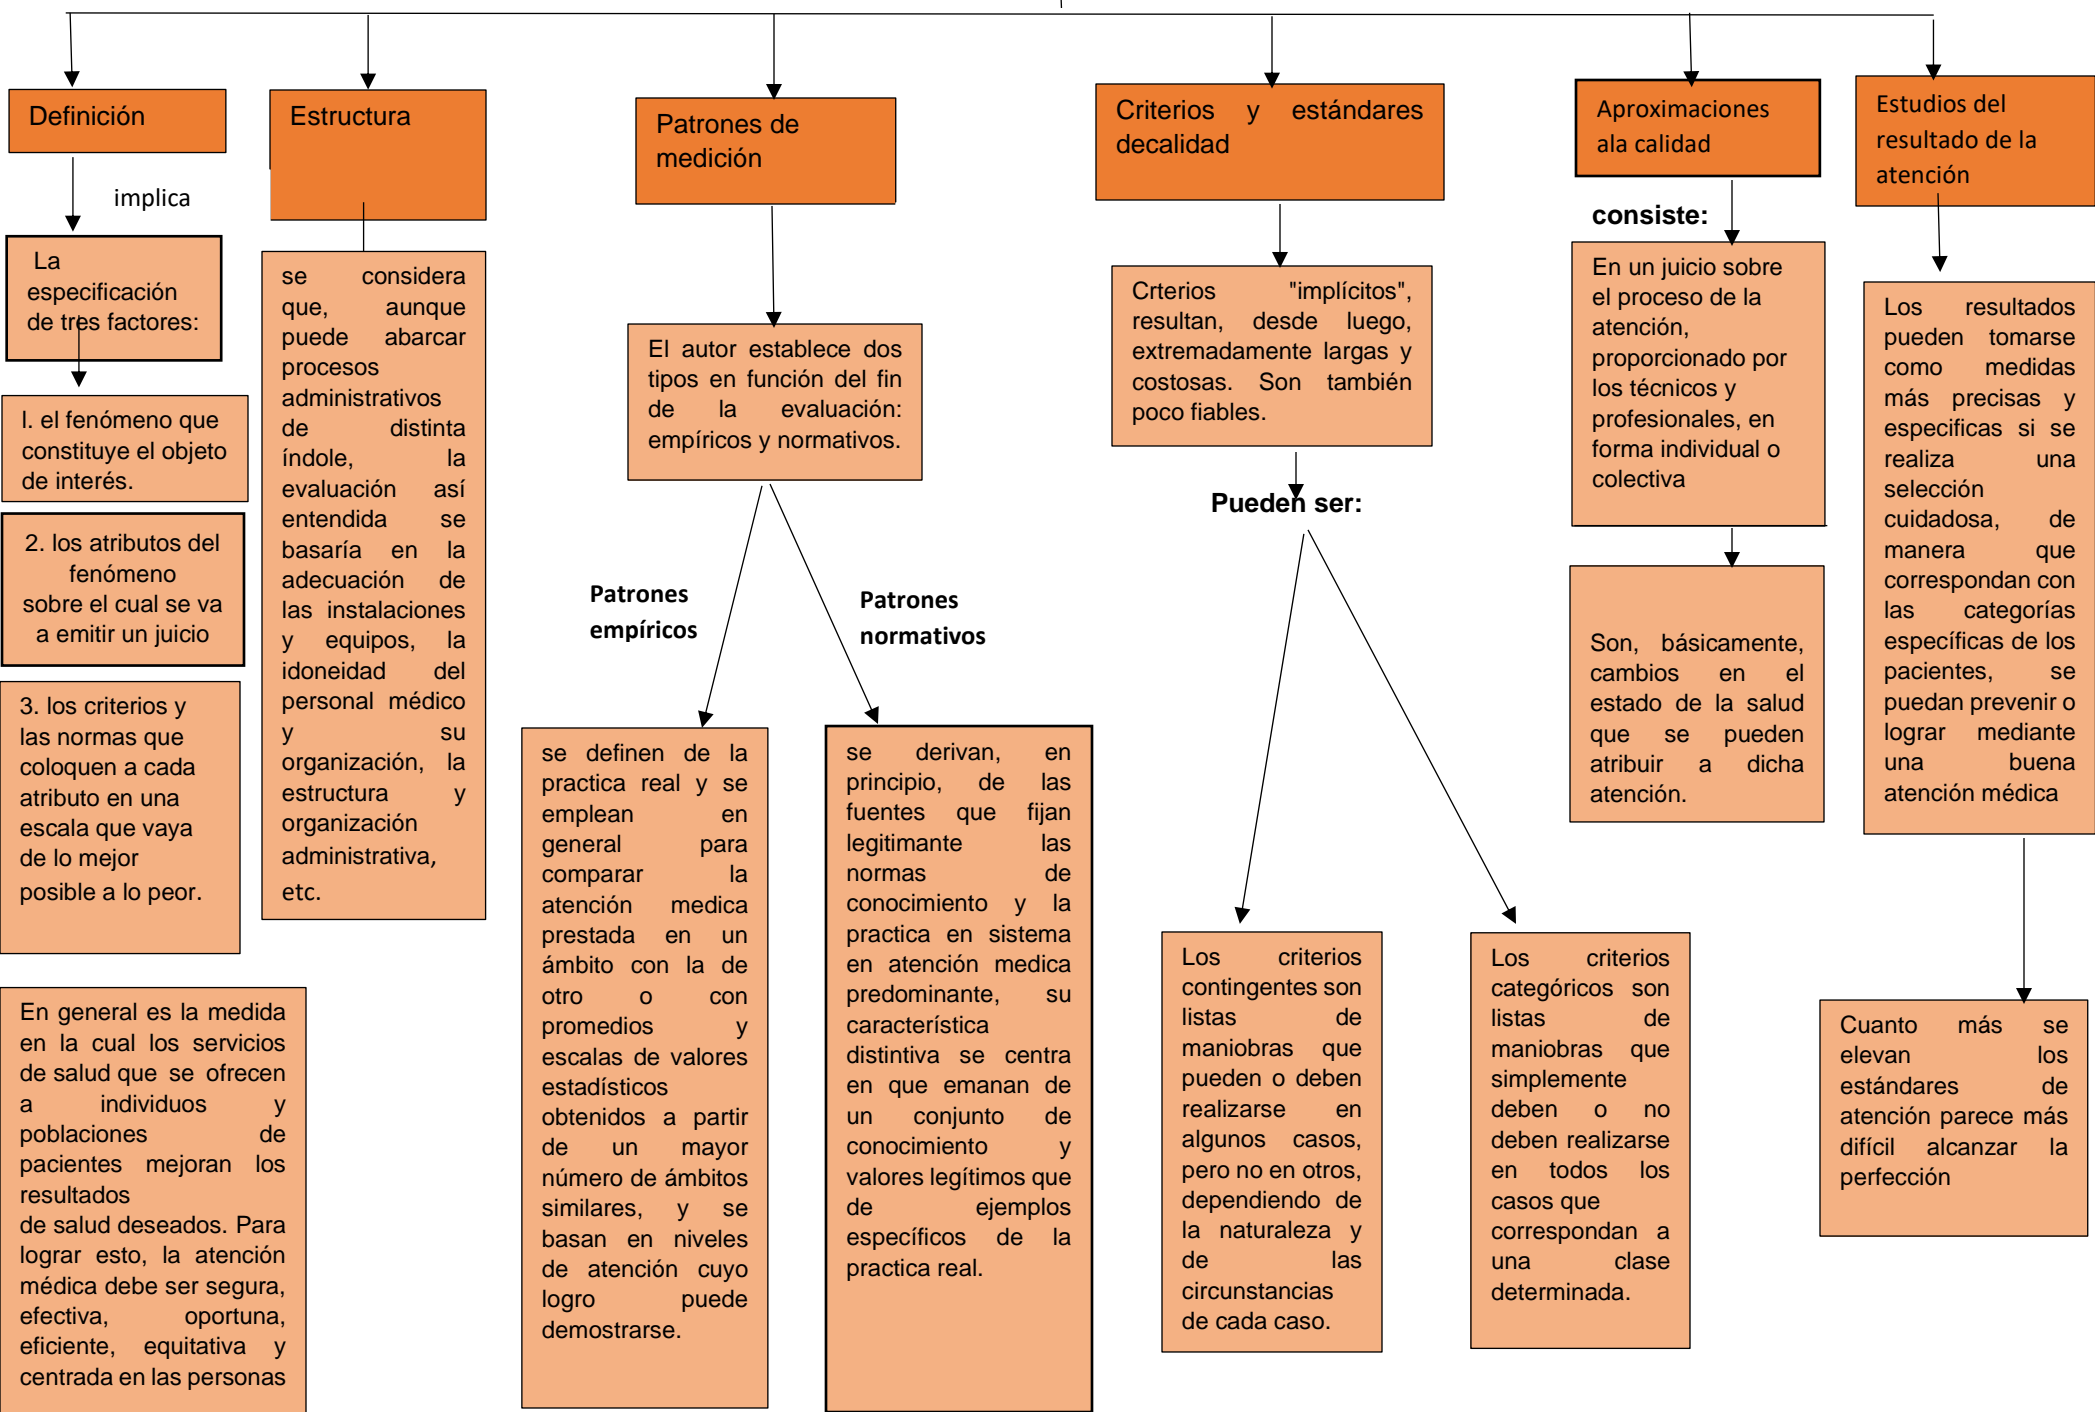 Definición
implica
La
especificación
de tres factores:
l. el fenómeno que
constituye el objeto
de interés.
2. los atributos del
fenómeno
sobre el cual se va
a emitir un juicio
3. los criterios y
las normas que
coloquen a cada
atributo en una
escala que vaya
de lo mejor
posible a lo peor.
En general es la medida
en la cual los servicios
de salud que se ofrecen
a individuos y
poblaciones de
pacientes mejoran los
resultados
de salud deseados. Para
lograr esto, la atención
médica debe ser segura,
efectiva, oportuna,
eficiente, equitativa y
centrada en las personas
Estructura
se considera
que, aunque
puede abarcar
procesos
administrativos
de distinta
índole, la
evaluación así
entendida se
basaría en la
adecuación de
las instalaciones
y equipos, la
idoneidad del
personal médico
y su
organización, la
estructura y
organización
administrativa,
etc.
Patrones de
medición
El autor establece dos
tipos en función del fin
de la evaluación:
empíricos y normativos.
Patrones
empíricos
Patrones
normativos
se definen de la
practica real y se
emplean en
general para
comparar la
atención medica
prestada en un
ámbito con la de
otro o con
promedios y
escalas de valores
estadísticos
obtenidos a partir
de un mayor
número de ámbitos
similares, y se
basan en niveles
de atención cuyo
logro puede
demostrarse.
se derivan, en
principio, de las
fuentes que fijan
legitimante las
normas de
conocimiento y la
practica en sistema
en atención medica
predominante, su
característica
distintiva se centra
en que emanan de
un conjunto de
conocimiento y
valores legítimos que
de ejemplos
específicos de la
practica real.
Criterios y estándares
decalidad
Crterios "implícitos",
resultan, desde luego,
extremadamente largas y
costosas. Son también
poco fiables.
Pueden ser:
Los criterios
contingentes son
listas de
maniobras que
pueden o deben
realizarse en
algunos casos,
pero no en otros,
dependiendo de
la naturaleza y
de las
circunstancias
de cada caso.
Los criterios
categóricos son
listas de
maniobras que
simplemente
deben o no
deben realizarse
en todos los
casos que
correspondan a
una clase
determinada.
Aproximaciones
ala calidad
consiste:
En un juicio sobre
el proceso de la
atención,
proporcionado por
los técnicos y
profesionales, en
forma individual o
colectiva
Son, básicamente,
cambios en el
estado de la salud
que se pueden
atribuir a dicha
atención.
Estudios del
resultado de la
atención
Los resultados
pueden tomarse
como medidas
más precisas y
especificas si se
realiza una
selección
cuidadosa, de
manera que
correspondan con
las categorías
específicas de los
pacientes, se
puedan prevenir o
lograr mediante
una buena
atención médica
Cuanto más se
elevan los
estándares de
atención parece más
difícil alcanzar la
perfección